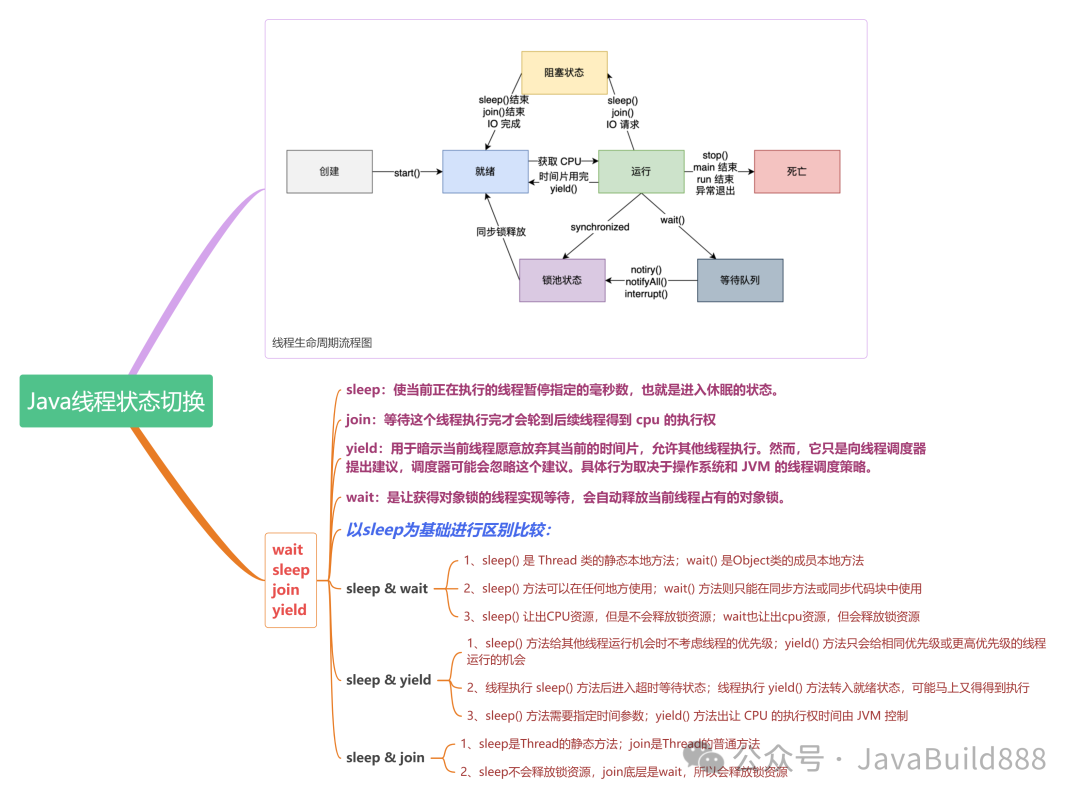 阻塞状态
sleep()结束
join()结束
IO 完成
sleep()
join()
IO 请求
创建
start()
就绪
获取 CPU
时间片用完
yield()
运行
stop()
main 结束
run 结束
异常退出
死亡
同步锁释放
synchronized
wait()
锁池状态
notiry()
notifyAll()
interrupt()
等待队列
线程生命周期流程图
Java线程状态切换
sleep：使当前正在执行的线程暂停指定的毫秒数，也就是进入休眠的状态。
join：等待这个线程执行完才会轮到后续线程得到 cpu 的执行权
yield：用于暗示当前线程愿意放弃其当前的时间片，允许其他线程执行。然而，它只是向线程调度器
提出建议，调度器可能会忽略这个建议。具体行为取决于操作系统和 JVM 的线程调度策略。
wait：是让获得对象锁的线程实现等待，会自动释放当前线程占有的对象锁。
以sleep为基础进行区别比较：
wait
sleep
join
yield
sleep & wait
1、sleep() 是 Thread 类的静态本地方法；wait() 是Object类的成员本地方法
2、sleep() 方法可以在任何地方使用；wait() 方法则只能在同步方法或同步代码块中使用
3、sleep() 让出CPU资源，但是不会释放锁资源；wait也让出cpu资源，但会释放锁资源
sleep & yield
1、sleep() 方法给其他线程运行机会时不考虑线程的优先级；yield() 方法只会给相同优先级或更高优先级的线程
运行的机会
2、线程执行 sleep() 方法后进入超时等待状态；线程执行 yield() 方法转入就绪状态，可能马上又得得到执行
3、sleep() 方法需要指定时间参数；yield() 方法出让 CPU 的执行权时间由 JVM 控制
sleep & join
1、sleep是Thread的静态方法；join是Thread的普通方法
2、sleep不会释放锁资源，join底层是wait，所以会释放锁资源
公众号 · JavaBuild888